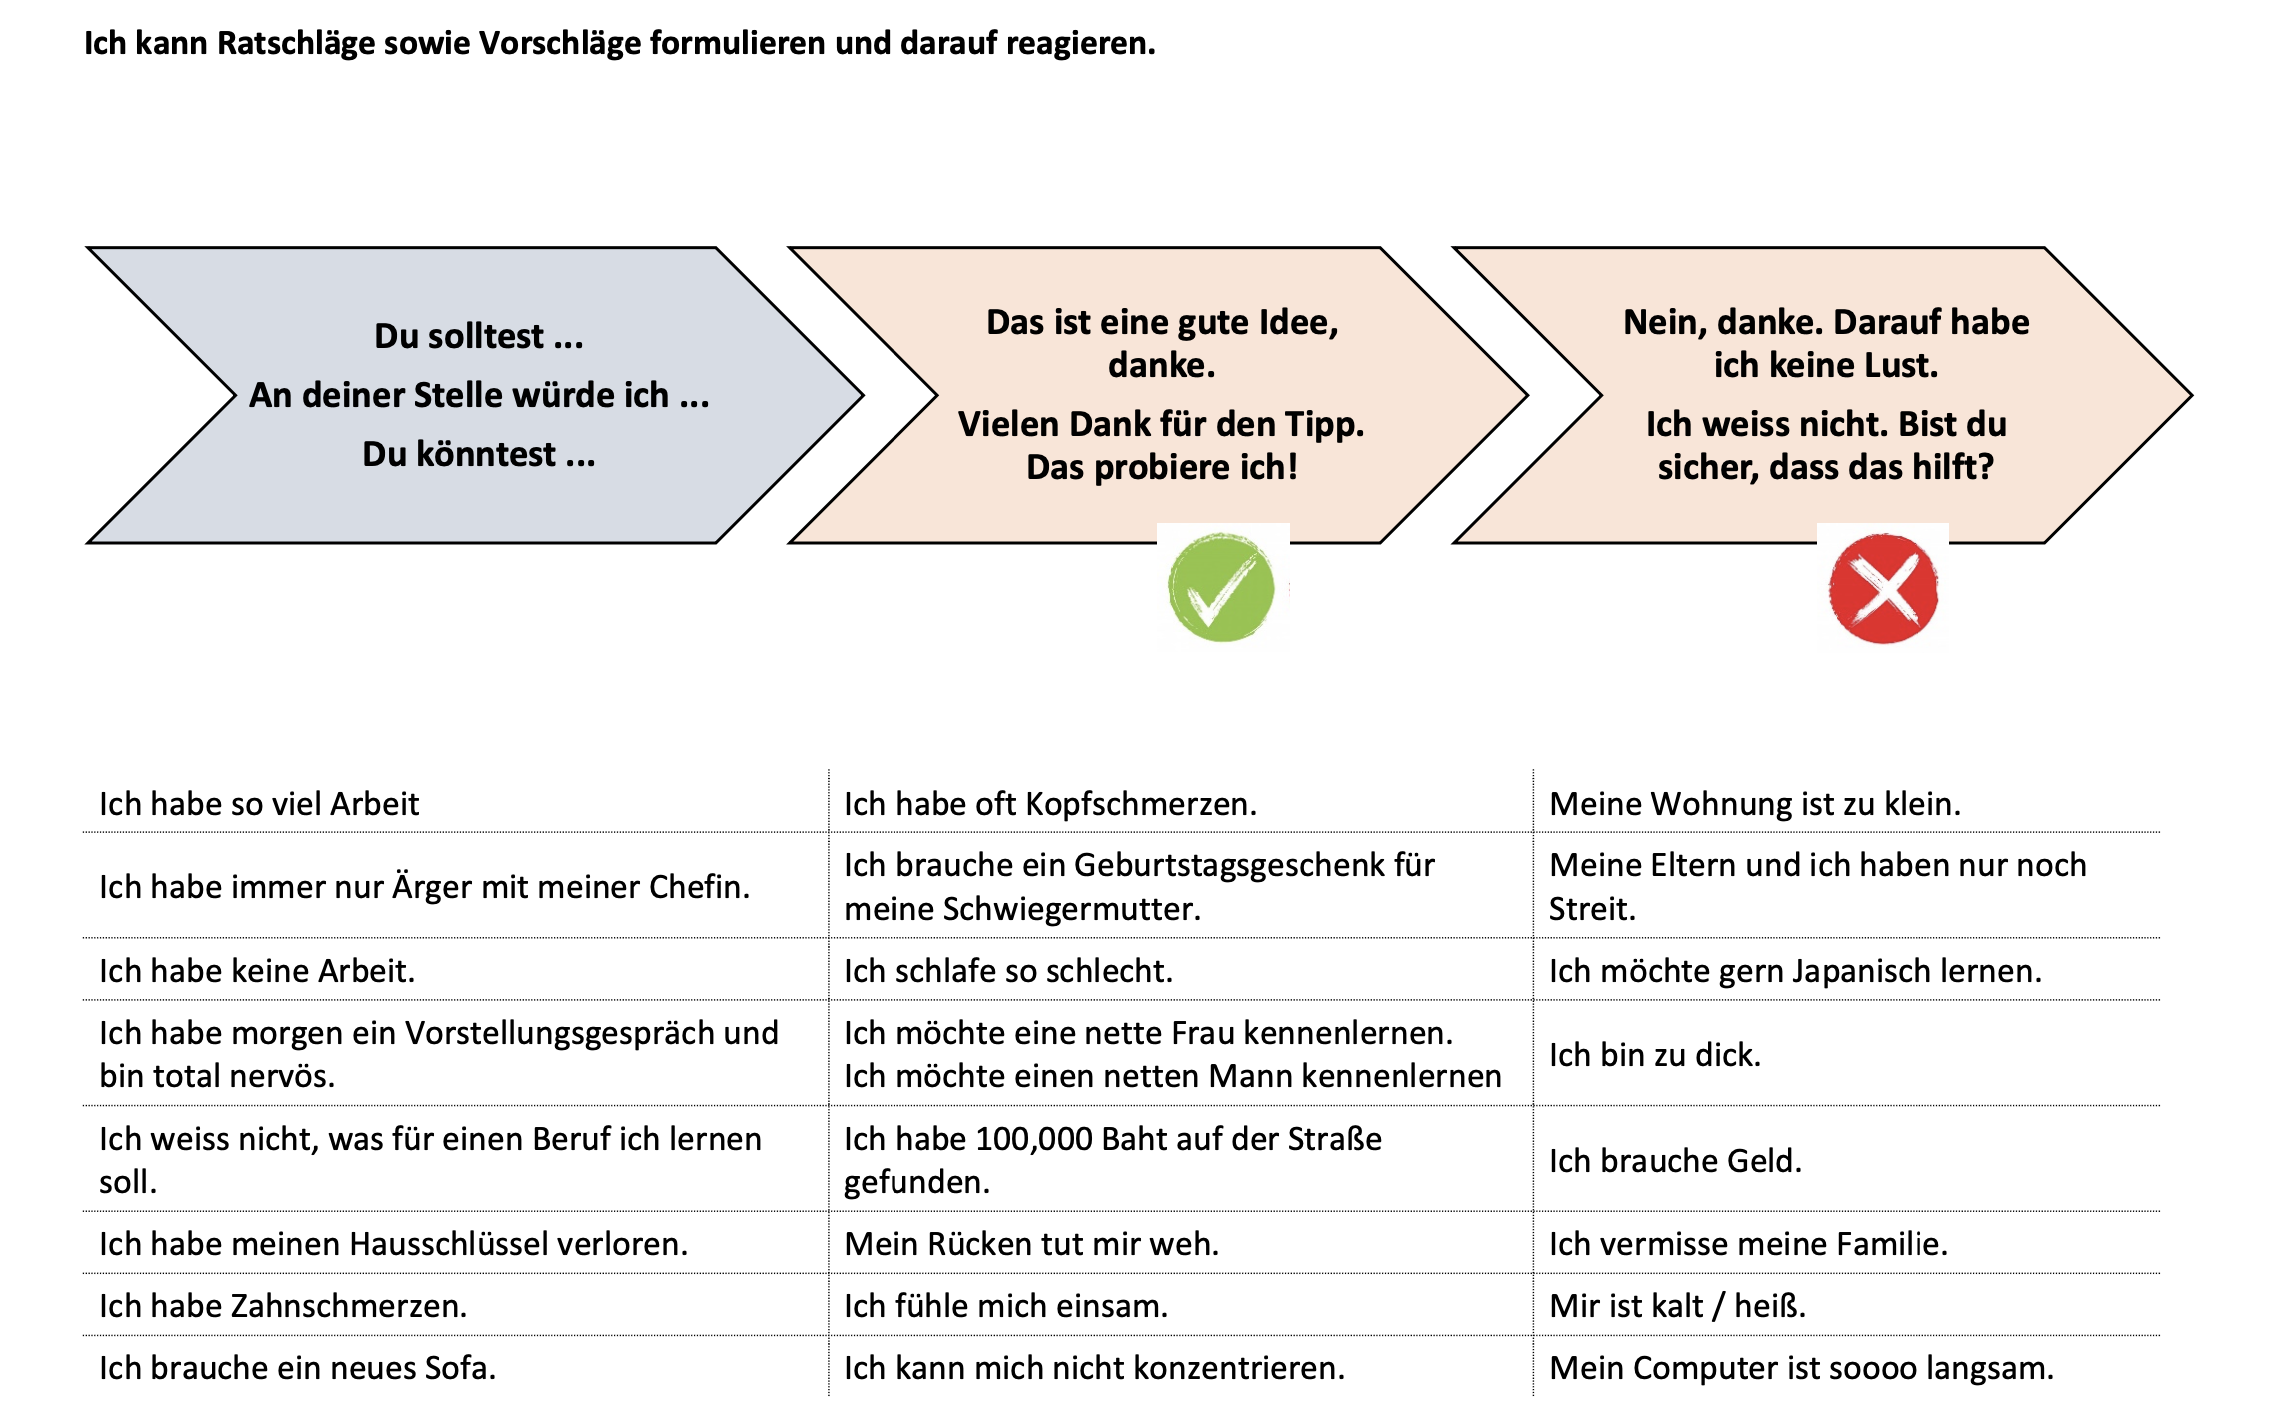 Ich kann Ratschläge sowie Vorschläge formulieren und darauf reagieren.
Du solltest ...
An deiner Stelle würde ich ...
Du könntest ...
Das ist eine gute Idee,
danke.
Vielen Dank für den Tipp.
Das probiere ich!
Nein, danke. Darauf habe
ich keine Lust.
Ich weiss nicht. Bist du
sicher, dass das hilft?
Ich habe so viel Arbeit
Ich habe oft Kopfschmerzen.
Meine Wohnung ist zu klein.
Ich habe immer nur Ärger mit meiner Chefin.
Ich brauche ein Geburtstagsgeschenk für
meine Schwiegermutter.
Meine Eltern und ich haben nur noch
Streit.
Ich habe keine Arbeit.
Ich schlafe so schlecht.
Ich möchte gern Japanisch lernen.
Ich habe morgen ein Vorstellungsgespräch und
bin total nervös.
Ich möchte eine nette Frau kennenlernen.
Ich möchte einen netten Mann kennenlernen
Ich bin zu dick.
Ich weiss nicht, was für einen Beruf ich lernen
soll.
Ich habe 100,000 Baht auf der Straße
gefunden.
Ich brauche Geld.
Ich habe meinen Hausschlüssel verloren.
Mein Rücken tut mir weh.
Ich vermisse meine Familie.
Ich habe Zahnschmerzen.
Ich fühle mich einsam.
Mir ist kalt / heiß.
Ich brauche ein neues Sofa.
Ich kann mich nicht konzentrieren.
Mein Computer ist soooo langsam.